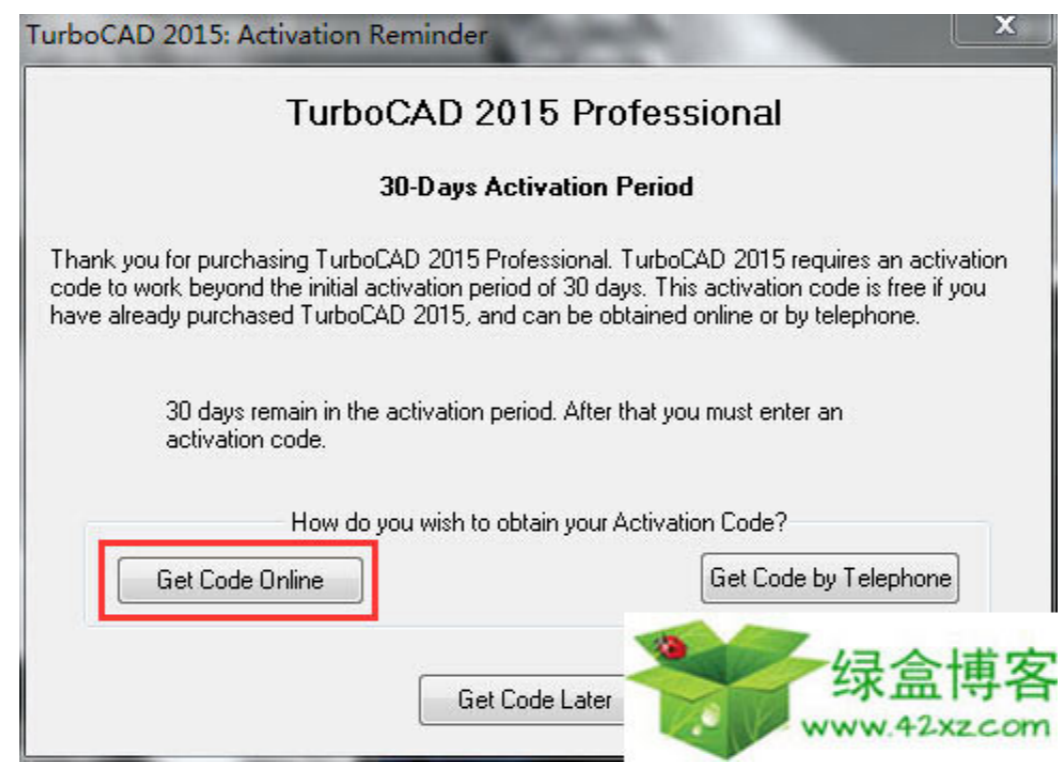 TurboCAD 2015: Activation Reminder
X
TurboCAD 2015 Professional
30-Days Activation Period
Thank you for purchasing TurboCAD 2015 Professional. TurboCAD 2015 requires an activation
code to work beyond the initial activation period of 30 days. This activation code is free if you
have already purchased TurboCAD 2015, and can be obtained online or by telephone.
30 days remain in the activation period. After that you must enter an
activation code.
How do you wish to obtain your Activation Code?
Get Code Online
Get Code by Telephone
Get Code Later
绿盒博客
www.42xz.com